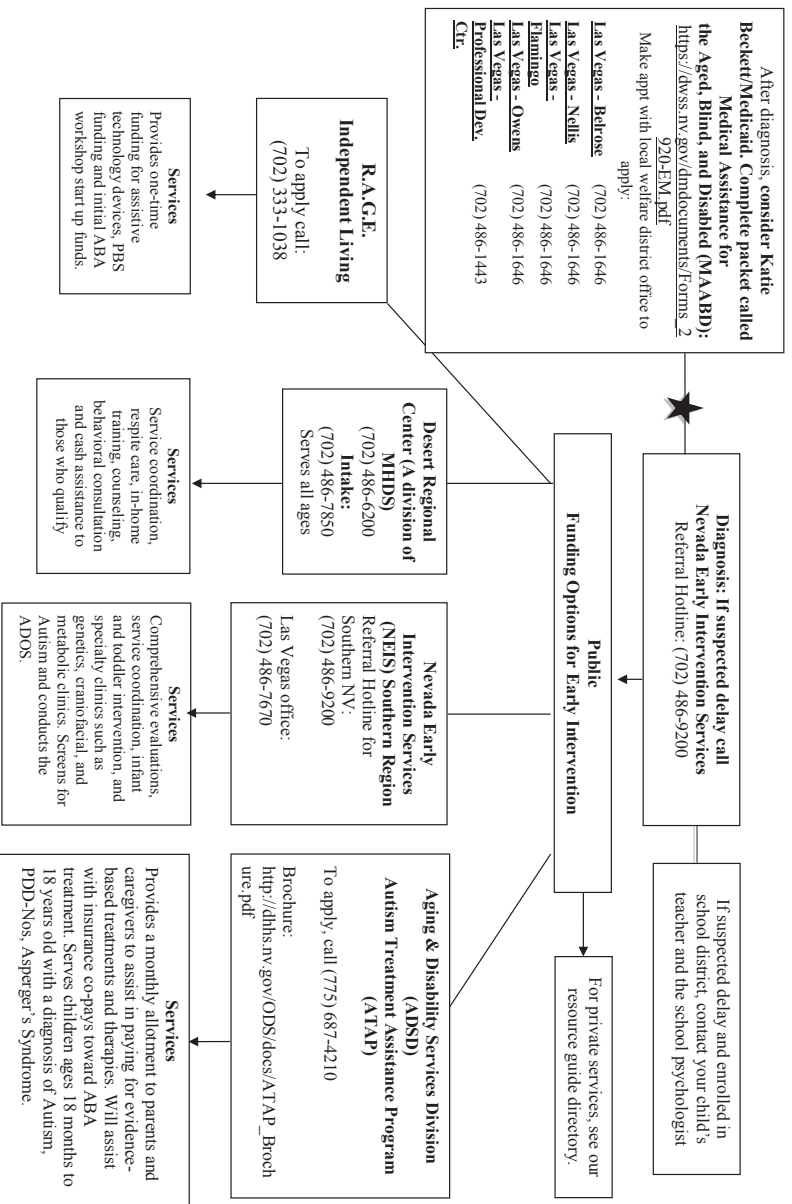 After diagnosis, consider Katie
Beckett/Medicaid. Complete packet called
Medical Assistance for
the Aged, Blind, and Disabled (MAABD):
https://dwss.nv.gov/dmdocuments/Forms_2
920-EM.pdf
Make appt with local welfare district office to
apply:
Las Vegas - Belrose (702) 486-1646
Las Vegas - Nellis (702) 486-1646
Las Vegas -
Flamingo (702) 486-1646
Las Vegas - Owens (702) 486-1646
Las Vegas -
Professional Dev. (702) 486-1443
Ctr.
Diagnosis: If suspected delay call
Nevada Early Intervention Services
Referral Hotline: (702) 486-9200
If suspected delay and enrolled in
school district, contact your child's
teacher and the school psychologist
Public
Funding Options for Early Intervention
For private services, see our
resource guide directory.
R.A.G.E.
Independent Living
To apply call:
(702) 333-1038
Desert Regional
Center (A division of
MHDS)
(702) 486-6200
Intake:
(702) 486-7850
Serves all ages
Nevada Early
Intervention Services
(NEIS) Southern Region
Referral Hotline for
Southern NV:
(702) 486-9200
Las Vegas office:
(702) 486-7670
Aging & Disability Services Division
(ADSD)
Autism Treatment Assistance Program
(ATAP)
To apply, call (775) 687-4210
Brochure:
http://dhhs.nv.gov/ODS/docs/ATAP_Broch
ure.pdf
Services
Provides one-time
funding for assistive
technology devices, PBS
funding and initial ABA
workshop start up funds.
Services
Service coordination,
respite care, in-home
training, counseling,
behavioral consultation
and cash assistance to
those who qualify
Services
Comprehensive evaluations,
service coordination, infant
and toddler intervention, and
specialty clinics such as
genetics, craniofacial, and
metabolic clinics. Screens for
Autism and conducts the
ADOS.
Services
Provides a monthly allotment to parents and
caregivers to assist in paying for evidence-
based treatments and therapies. Will assist
with insurance co-pays toward ABA
treatment. Serves children ages 18 months to
18 years old with a diagnosis of Autism,
PDD-Nos, Asperger's Syndrome.